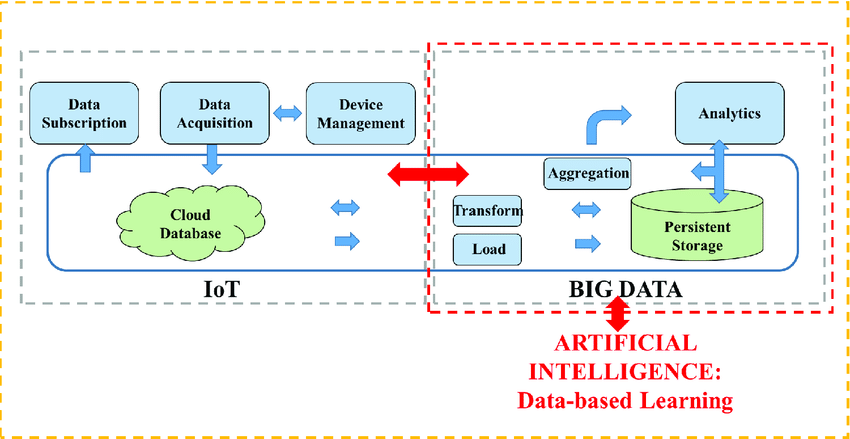 Data
Subscription
Data
Acquisition
Device
Management
Analytics
Aggregation
Cloud
Database
Transform
Load
Persistent
Storage
IoT
BIG DATA
ARTIFICIAL
INTELLIGENCE:
Data-based Learning